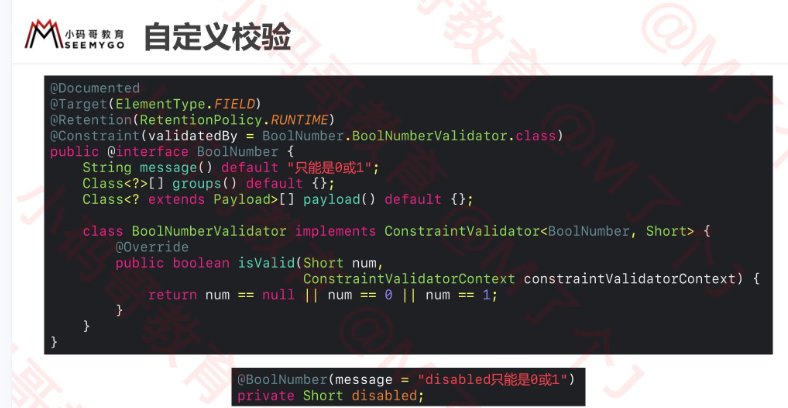 小码哥教育
SEEMYGO
自定义校验
@Documented
@Target(ElementType.FIELD)
@Retention(RetentionPolicy.RUNTIME)
@Constraint(validatedBy = BoolNumber.BoolNumberValidator.class)
public @interface BoolNumber {
    String message() default "只能是0或1";
    Class<?>[] groups() default {};
    Class<? extends Payload>[] payload() default {};
    class BoolNumberValidator implements ConstraintValidator<BoolNumber, Short> {
        @Override
        public boolean isValid(Short num,
                               ConstraintValidatorContext constraintValidatorContext) {
            return num == null || num == 0 || num == 1;
        }
    }
}
@BoolNumber(message = "disabled只能是0或1")
private Short disabled;